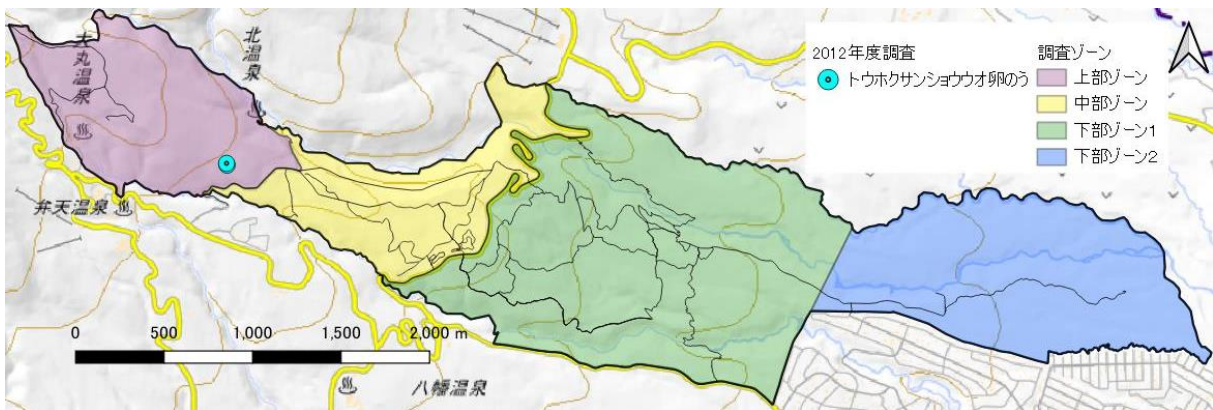 大丸温泉
北温泉
弁天温泉
八幡温泉
0 500 1,000 1,500 2,000 m
2012年度調査
トウホクサンショウウオ卵のう
調査ゾーン
上部ゾーン
中部ゾーン
下部ゾーン1
下部ゾーン2